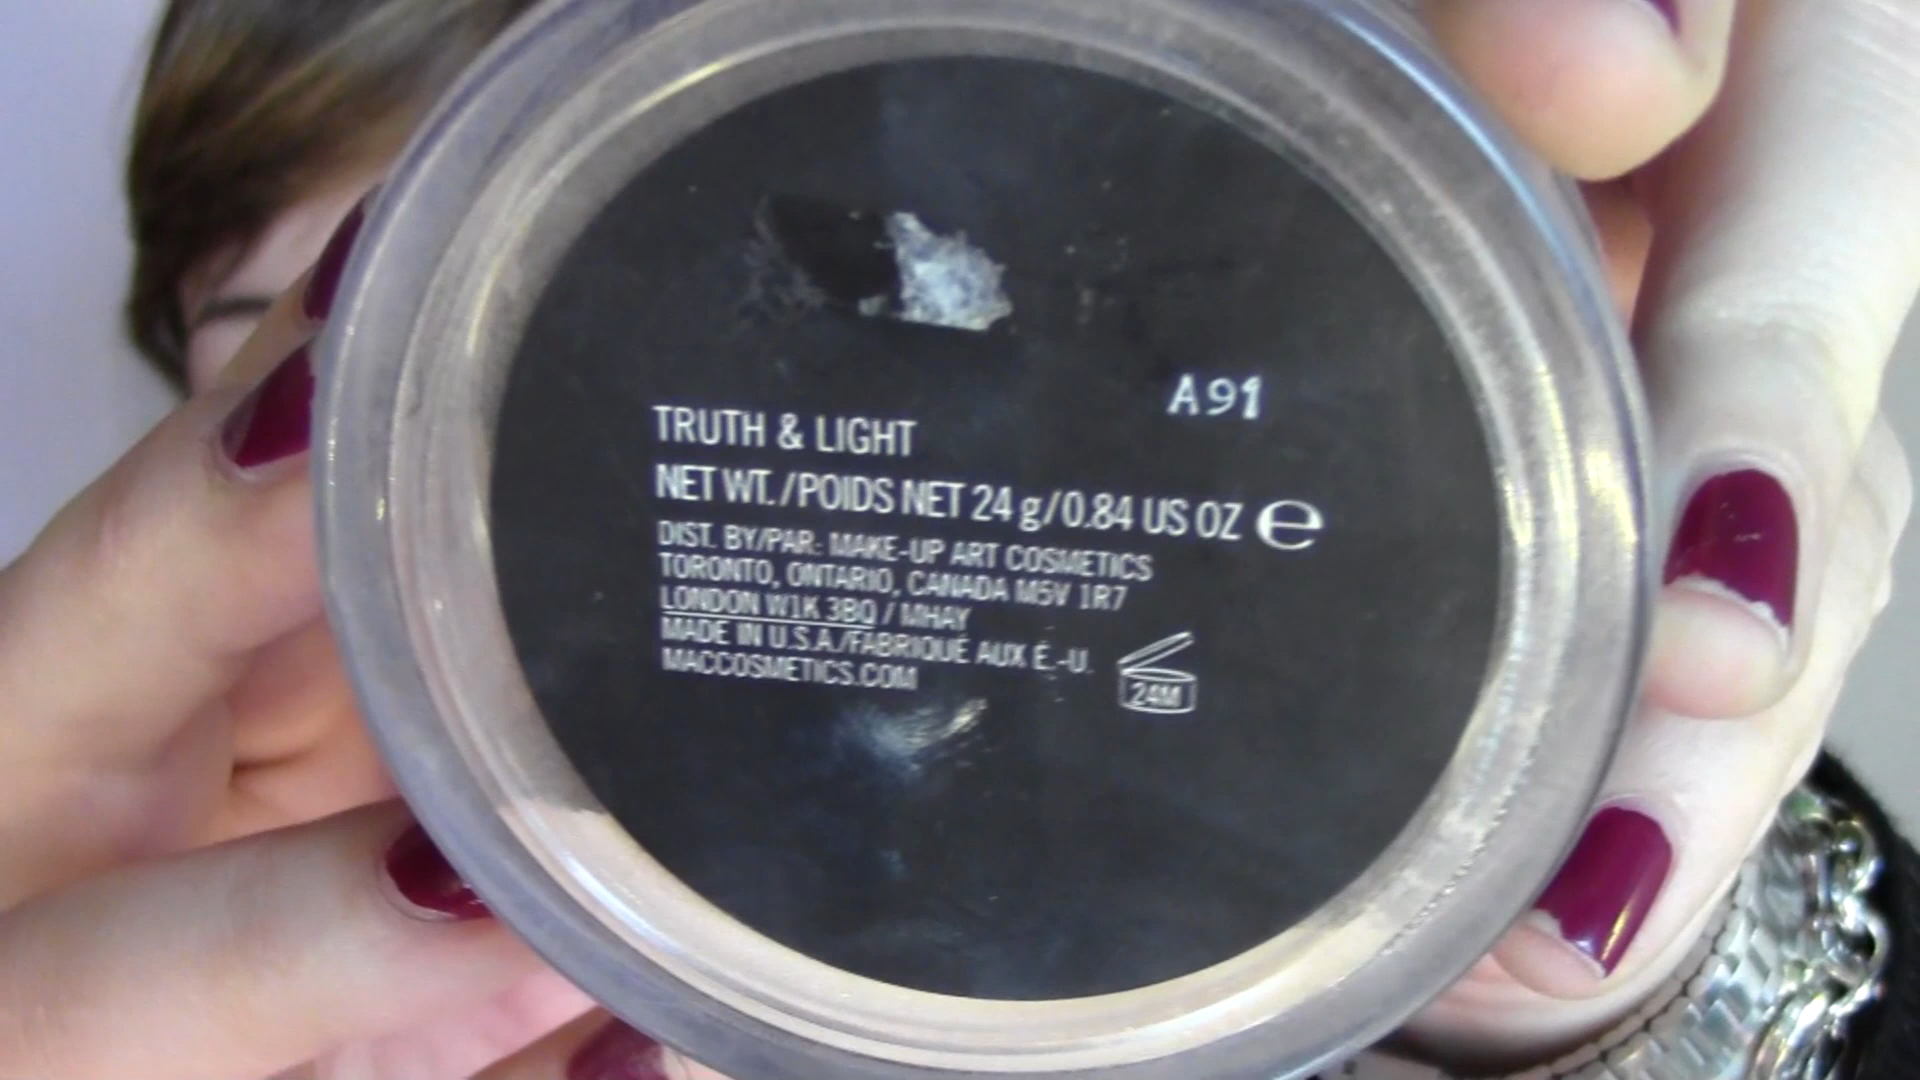 A91
TRUTH & LIGHT
NET WT./POIDS NET 24 g/0.84 US OZ e
DIST. BY/PAR: MAKE-UP ART COSMETICS
TORONTO, ONTARIO, CANADA M5V 1R7
LONDON W1K 3BQ / MHAY
MADE IN U.S.A./FABRIQUÉ AUX É.-U.
MACCOSMETICS.COM
24M